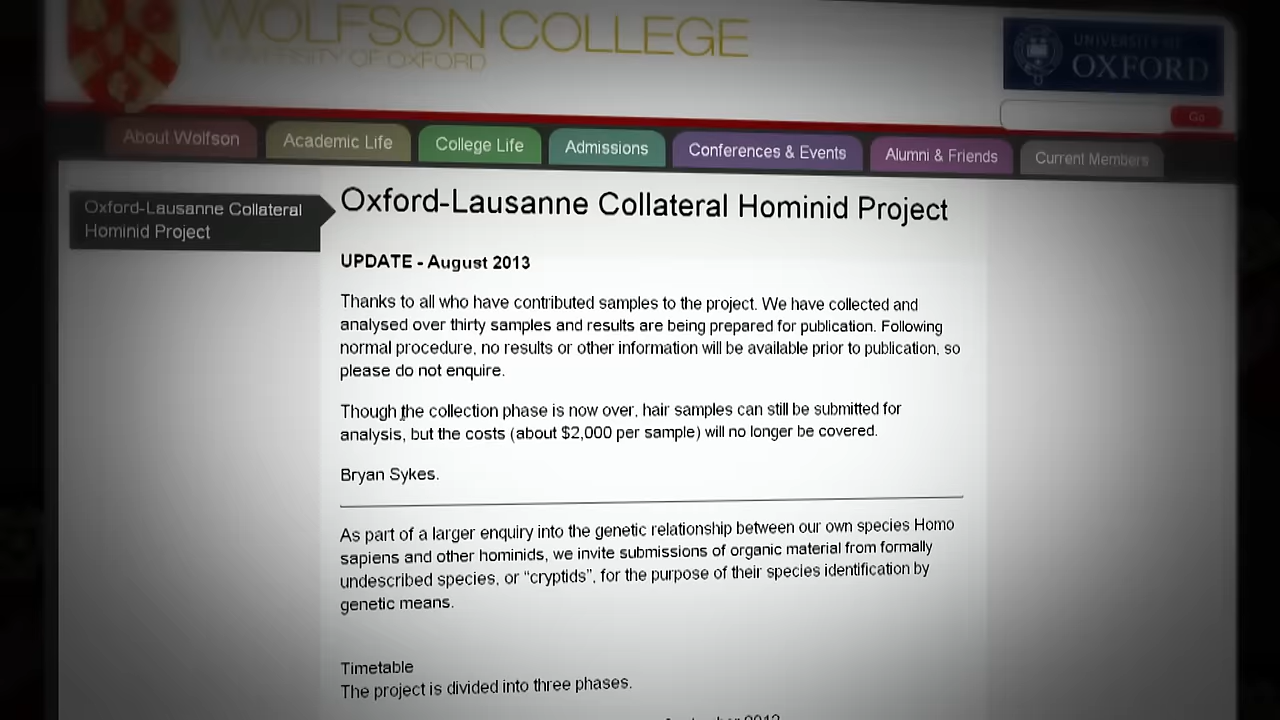 WOLFSON COLLEGE
UNIVERSITY OF OXFORD
UNIVERSITY OF
OXFORD
Go
About Wolfson
Academic Life
College Life
Admissions
Conferences & Events
Alumni & Friends
Current Members
Oxford-Lausanne Collateral
Hominid Project
Oxford-Lausanne Collateral Hominid Project
UPDATE - August 2013
Thanks to all who have contributed samples to the project. We have collected and
analysed over thirty samples and results are being prepared for publication. Following
normal procedure, no results or other information will be available prior to publication, so
please do not enquire.
Though the collection phase is now over, hair samples can still be submitted for
analysis, but the costs (about $2,000 per sample) will no longer be covered.
Bryan Sykes.
As part of a larger enquiry into the genetic relationship between our own species Homo
sapiens and other hominids, we invite submissions of organic material from formally
undescribed species, or “cryptids”, for the purpose of their species identification by
genetic means.
Timetable
The project is divided into three phases.